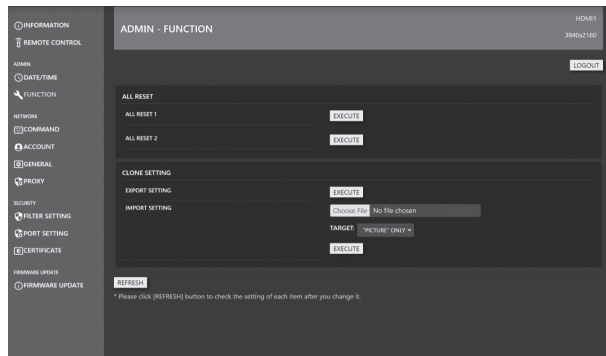 INFORMATION
REMOTE CONTROL
ADMIN
DATE/TIME
FUNCTION
NETWORK
COMMAND
ACCOUNT
GENERAL
PROXY
SECURITY
FILTER SETTING
PORT SETTING
CERTIFICATE
FIRMWARE UPDATE
FIRMWARE UPDATE
ADMIN - FUNCTION
HDMI1
3840x2160
LOGOUT
ALL RESET
ALL RESET 1 EXECUTE
ALL RESET 2 EXECUTE
CLONE SETTING
EXPORT SETTING EXECUTE
IMPORT SETTING Choose File No file chosen
TARGET: "PICTURE" ONLY
EXECUTE
REFRESH
* Please click [REFRESH] button to check the setting of each item after you change it.